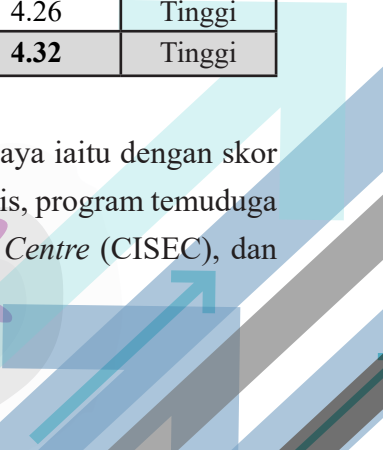 4.26 Tinggi
4.32 Tinggi
aya iaitu dengan skor
is, program temuduga
Centre (CISEC), dan